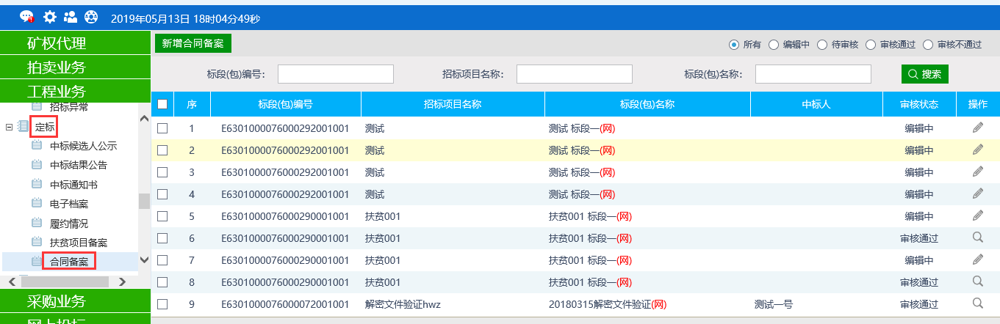 2019年05月13日 18时04分49秒
矿权代理
拍卖业务
工程业务
招标异常
定标
中标候选人公示
中标结果公告
中标通知书
电子档案
履约情况
扶贫项目备案
合同备案
采购业务
网上投标
新增合同备案
所有 编辑中 待审核 审核通过 审核不通过
标段(包)编号： 招标项目名称： 标段(包)名称： 搜索
序 标段(包)编号 招标项目名称 标段(包)名称 中标人 审核状态 操作
1 E6301000076000292001001 测试 测试 标段一(网) 编辑中
2 E6301000076000292001001 测试 测试 标段一(网) 编辑中
3 E6301000076000292001001 测试 测试 标段一(网) 编辑中
4 E6301000076000292001001 测试 测试 标段一(网) 编辑中
5 E6301000076000290001001 扶贫001 扶贫001 标段一(网) 编辑中
6 E6301000076000290001001 扶贫001 扶贫001 标段一(网) 审核通过
7 E6301000076000290001001 扶贫001 扶贫001 标段一(网) 编辑中
8 E6301000076000290001001 扶贫001 扶贫001 标段一(网) 审核通过
9 E6301000076000072001001 解密文件验证hwz 20180315解密文件验证(网) 测试一号 审核通过